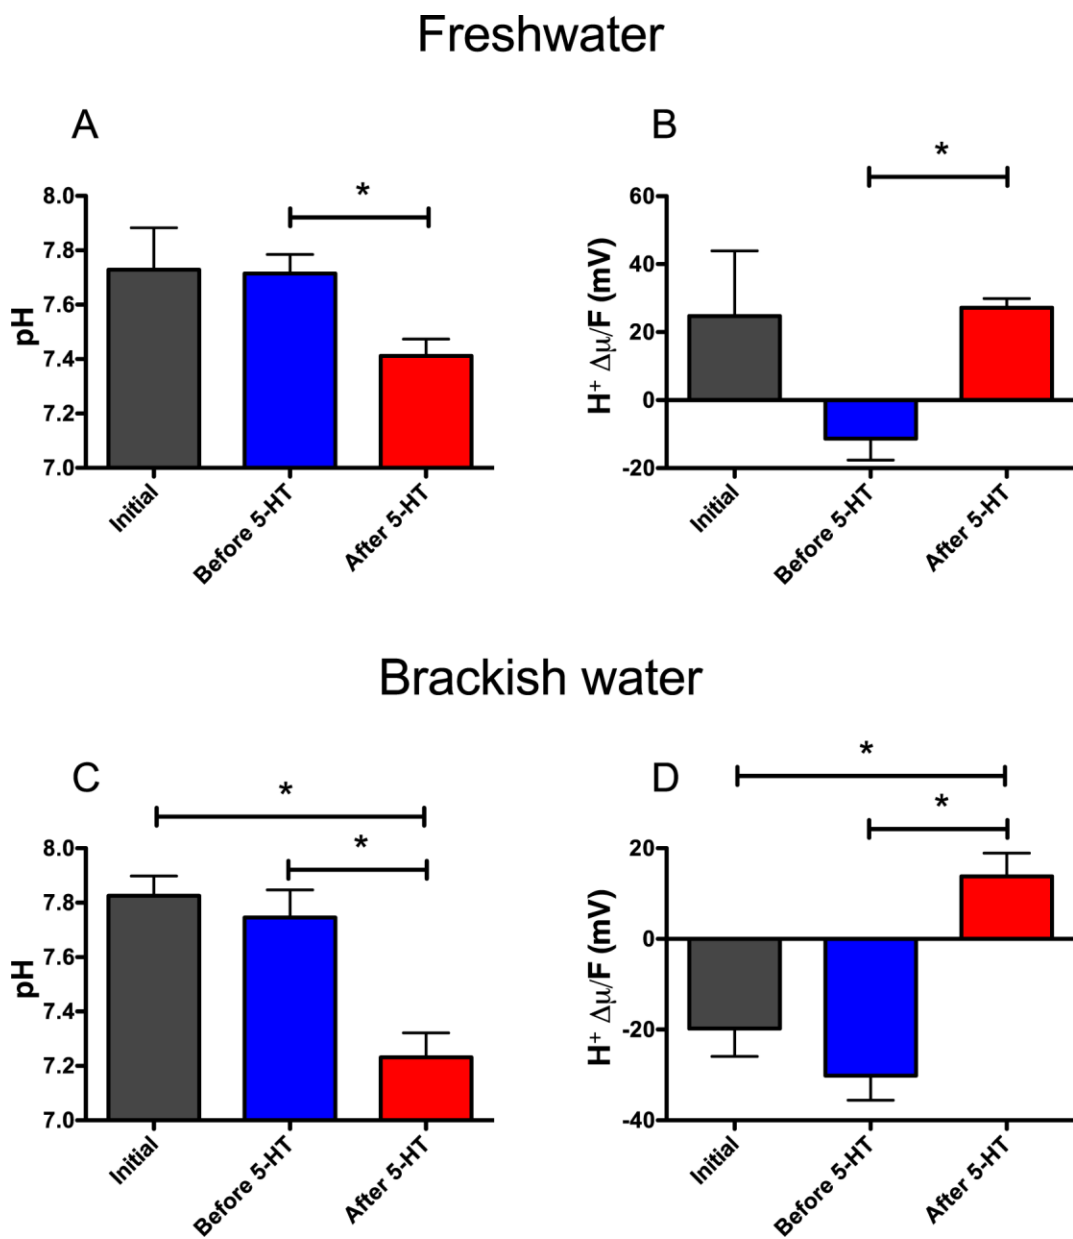 Freshwater
A
*
8.0
7.8
7.6
7.4
7.2
7.0
pH
Initial
Before 5-HT
After 5-HT
B
*
60
40
20
0
-20
H⁺ Δμ/F (mV)
Initial
Before 5-HT
After 5-HT
Brackish water
C
*
*
8.0
7.8
7.6
7.4
7.2
7.0
pH
Initial
Before 5-HT
After 5-HT
D
*
*
20
0
-20
-40
H⁺ Δμ/F (mV)
Initial
Before 5-HT
After 5-HT